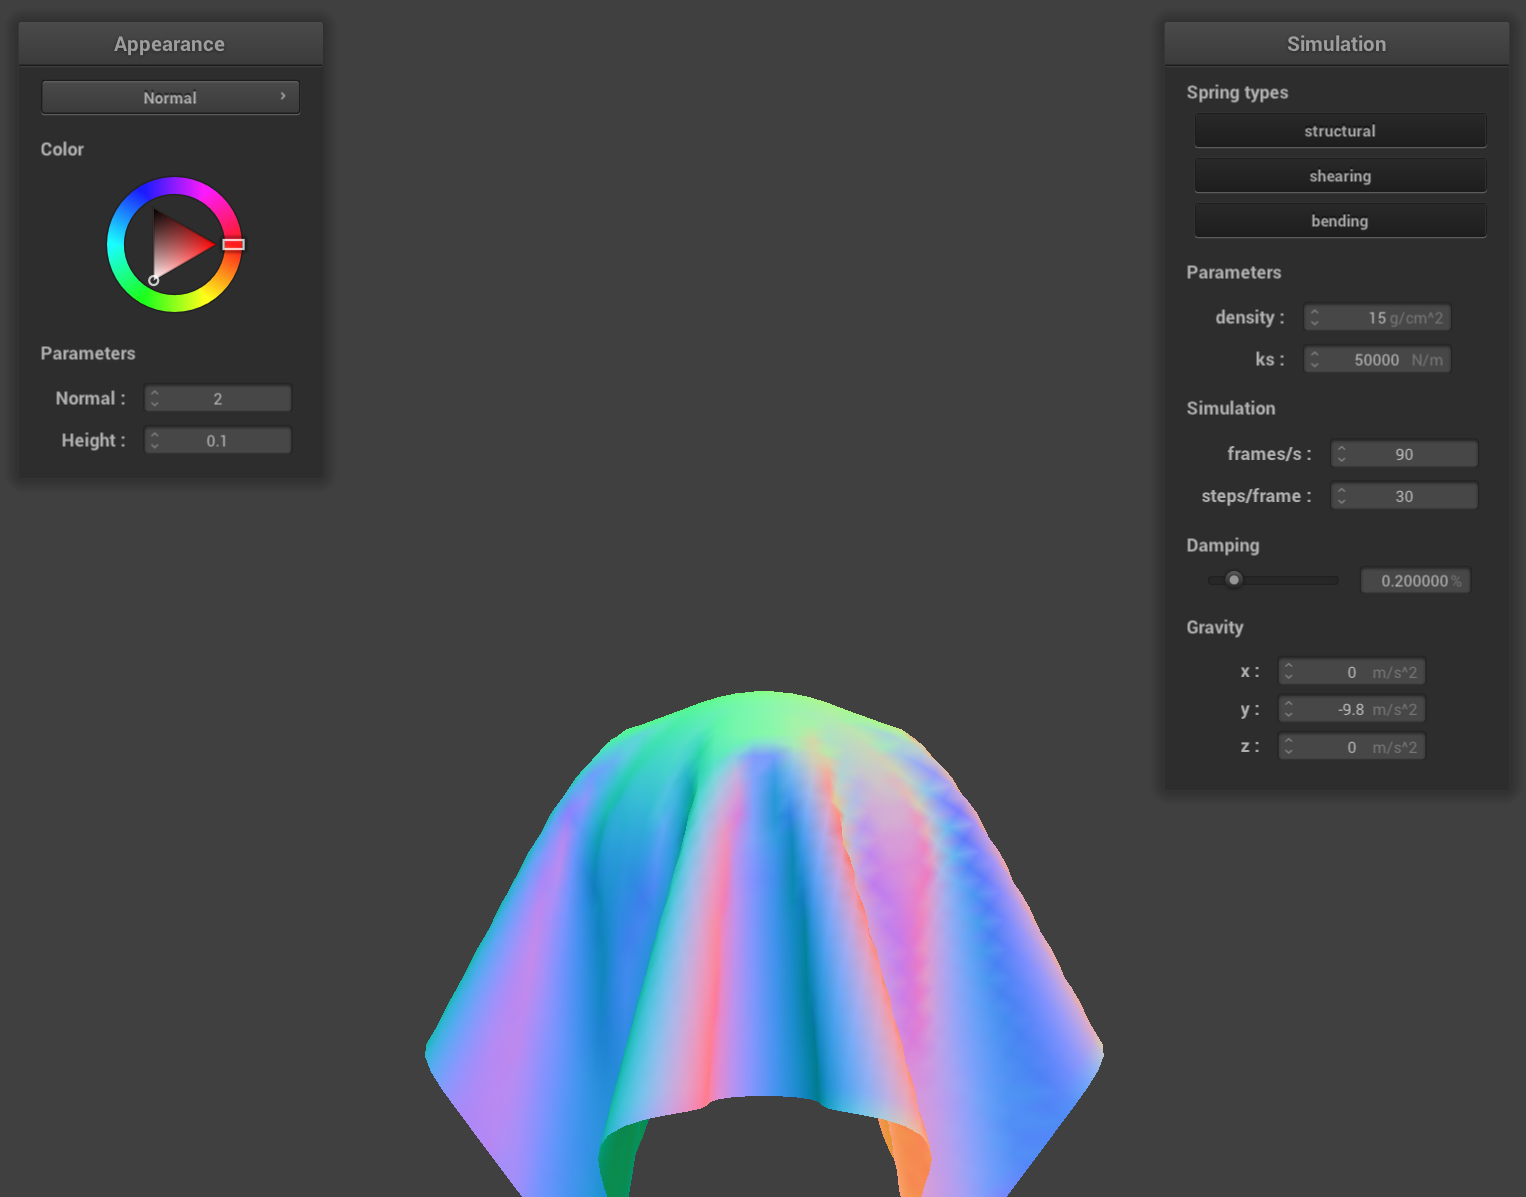 Appearance
Normal
Color
Parameters
Normal : 2
Height : 0.1
Simulation
Spring types
structural
shearing
bending
Parameters
density : 15 g/cm^2
ks : 50000 N/m
Simulation
frames/s : 90
steps/frame : 30
Damping
0.200000 %
Gravity
x : 0 m/s^2
y : -9.8 m/s^2
z : 0 m/s^2